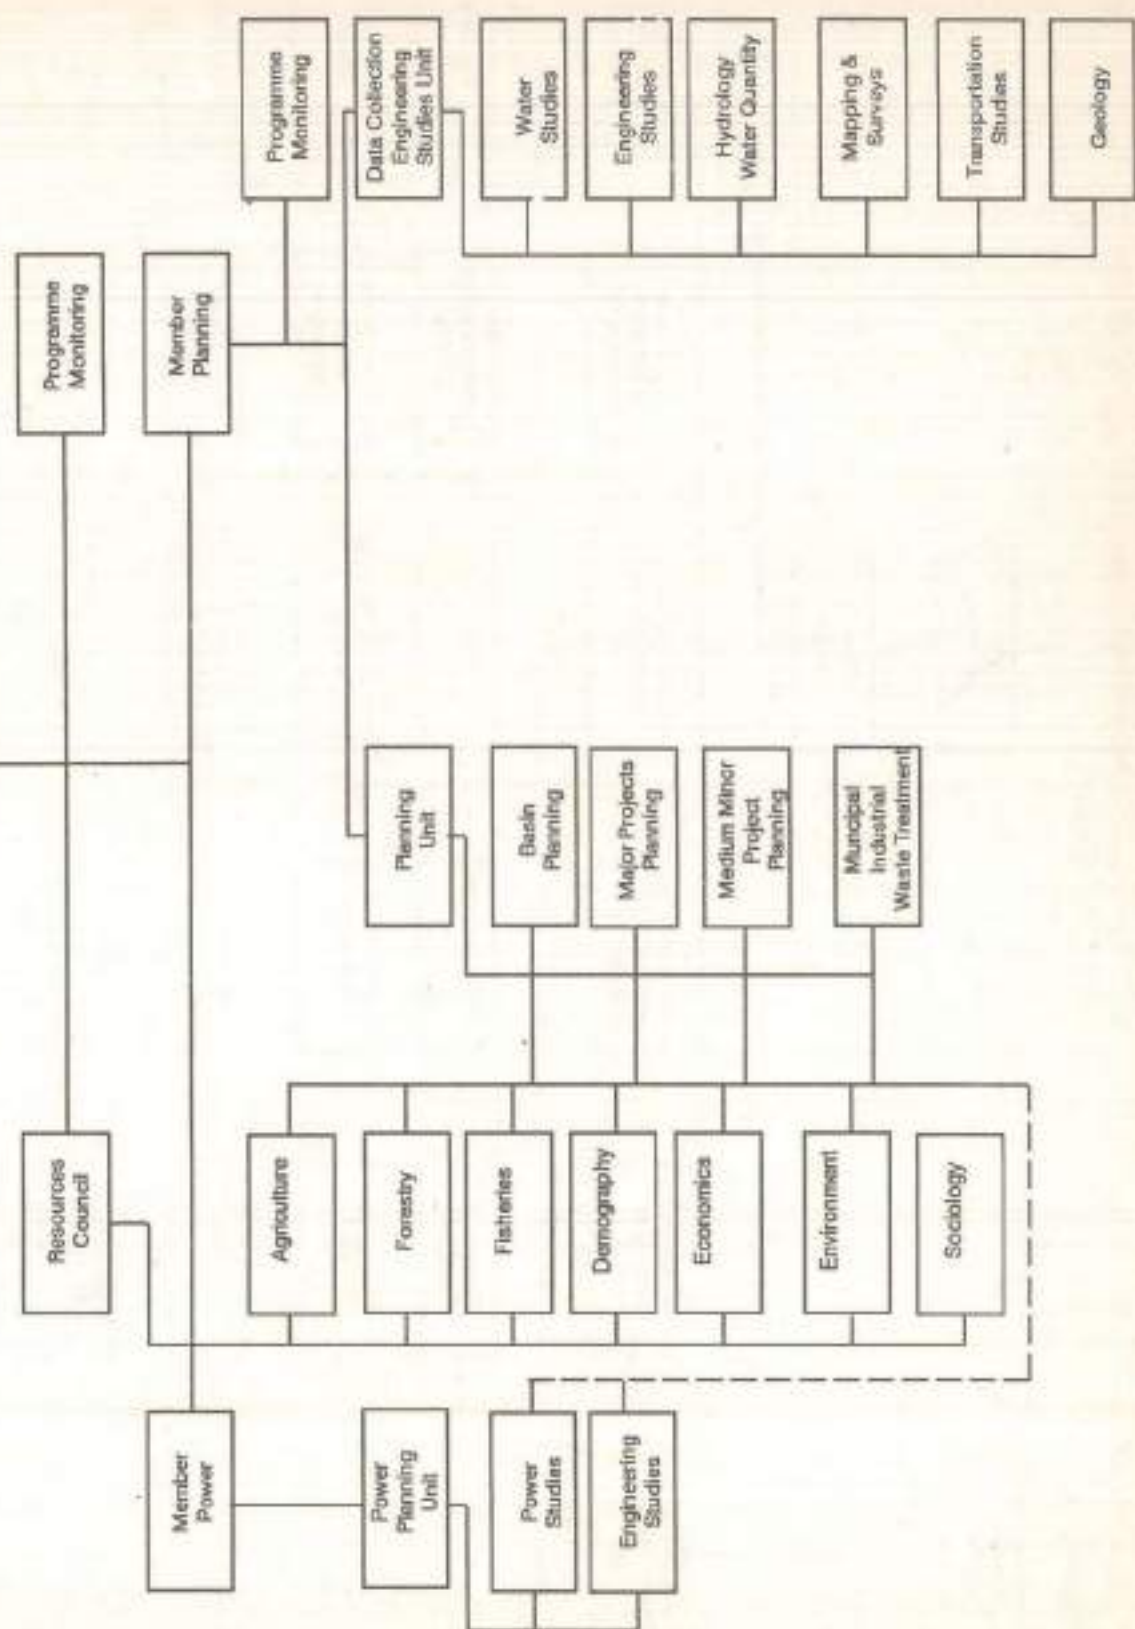 Resources
Council
Programme
Monitoring
Member
Power
Member
Planning
Agriculture
Programme
Monitoring
Power
Planning
Unit
Forestry
Planning
Unit
Data Collection
Engineering
Studies Unit
Power
Studies
Fisheries
Basin
Planning
Water
Studies
Engineering
Studies
Demography
Major Projects
Planning
Engineering
Studies
Economics
Medium Minor
Project
Planning
Hydrology
Water Quantity
Environment
Municipal
Industrial
Waste Treatment
Mapping &
Surveys
Sociology
Transportation
Studies
Geology